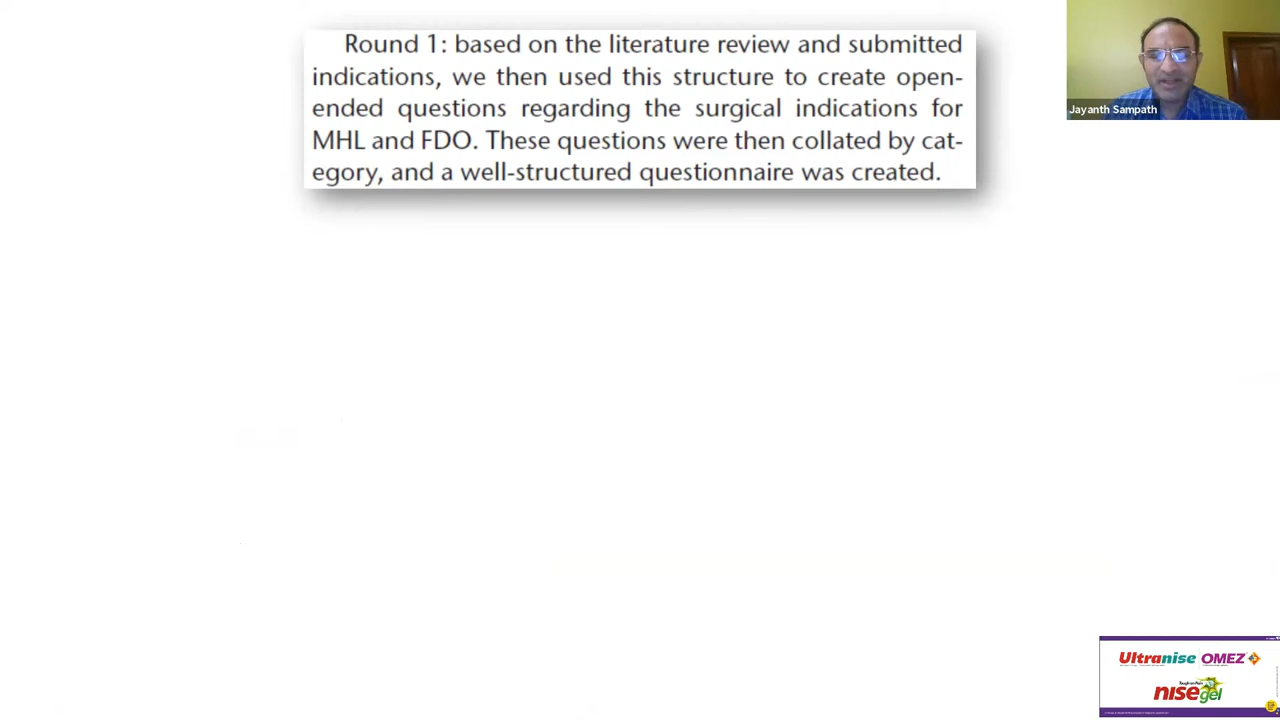 Round 1: based on the literature review and submitted
indications, we then used this structure to create open-
ended questions regarding the surgical indications for
MHL and FDO. These questions were then collated by cat-
egory, and a well-structured questionnaire was created.
Jayanth Sampath
Ultranise OMEZ
nisegel